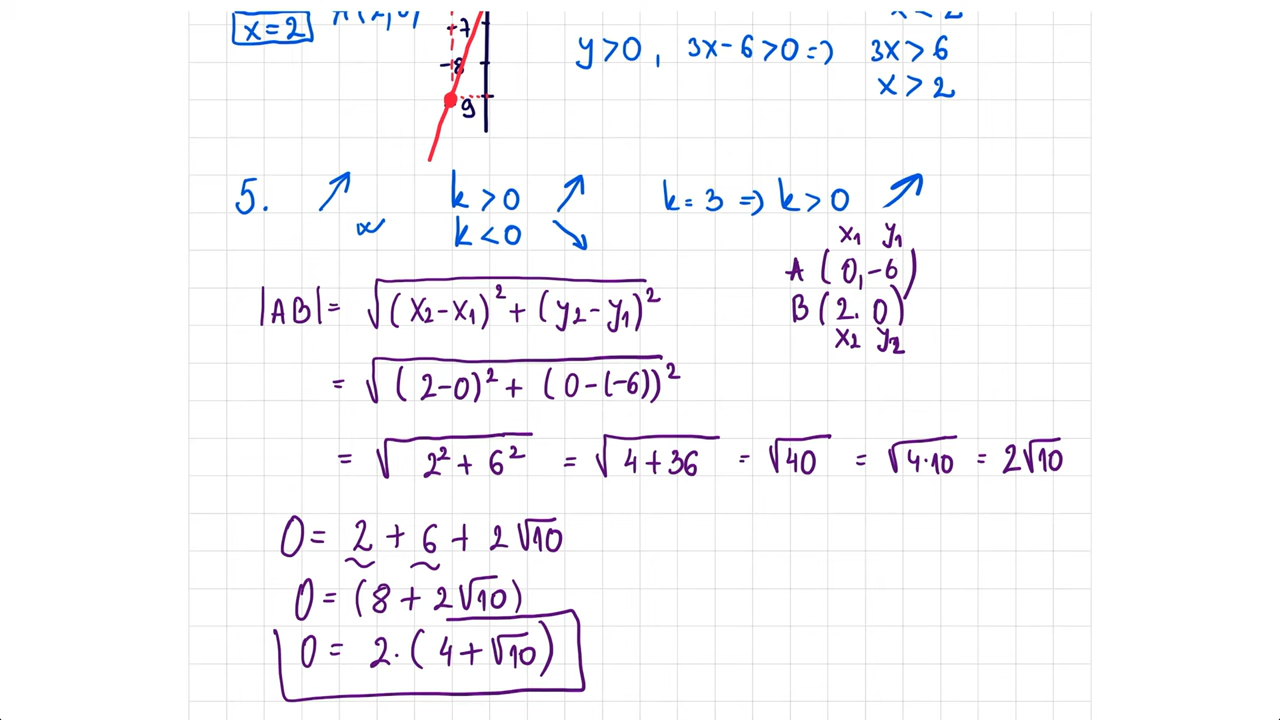 x = 2
-7
-8
9
y > 0 , 3x - 6 > 0 => 3x > 6
x > 2
5. ↗ k > 0 ↗ k = 3 => k > 0 ↗
k < 0 ↘
x₁ y₁
A ( 0, -6 )
B ( 2. 0 )
x₂ y₂
|AB| = √( x₂ - x₁ )² + ( y₂ - y₁ )²
= √( 2 - 0 )² + ( 0 - (-6) )²
= √2² + 6² = √4 + 36 = √40 = √4·10 = 2√10
O = 2 + 6 + 2√10
O = (8 + 2√10)
O = 2·( 4 + √10 )